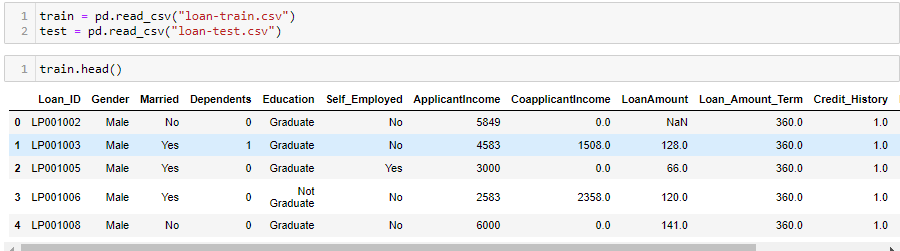 1 train = pd.read_csv("loan-train.csv")
2 test = pd.read_csv("loan-test.csv")
1 train.head()
Loan_ID Gender Married Dependents Education Self_Employed ApplicantIncome CoapplicantIncome LoanAmount Loan_Amount_Term Credit_History
0 LP001002 Male No 0 Graduate No 5849 0.0 NaN 360.0 1.0
1 LP001003 Male Yes 1 Graduate No 4583 1508.0 128.0 360.0 1.0
2 LP001005 Male Yes 0 Graduate Yes 3000 0.0 66.0 360.0 1.0
3 LP001006 Male Yes 0 Not Graduate No 2583 2358.0 120.0 360.0 1.0
4 LP001008 Male No 0 Graduate No 6000 0.0 141.0 360.0 1.0